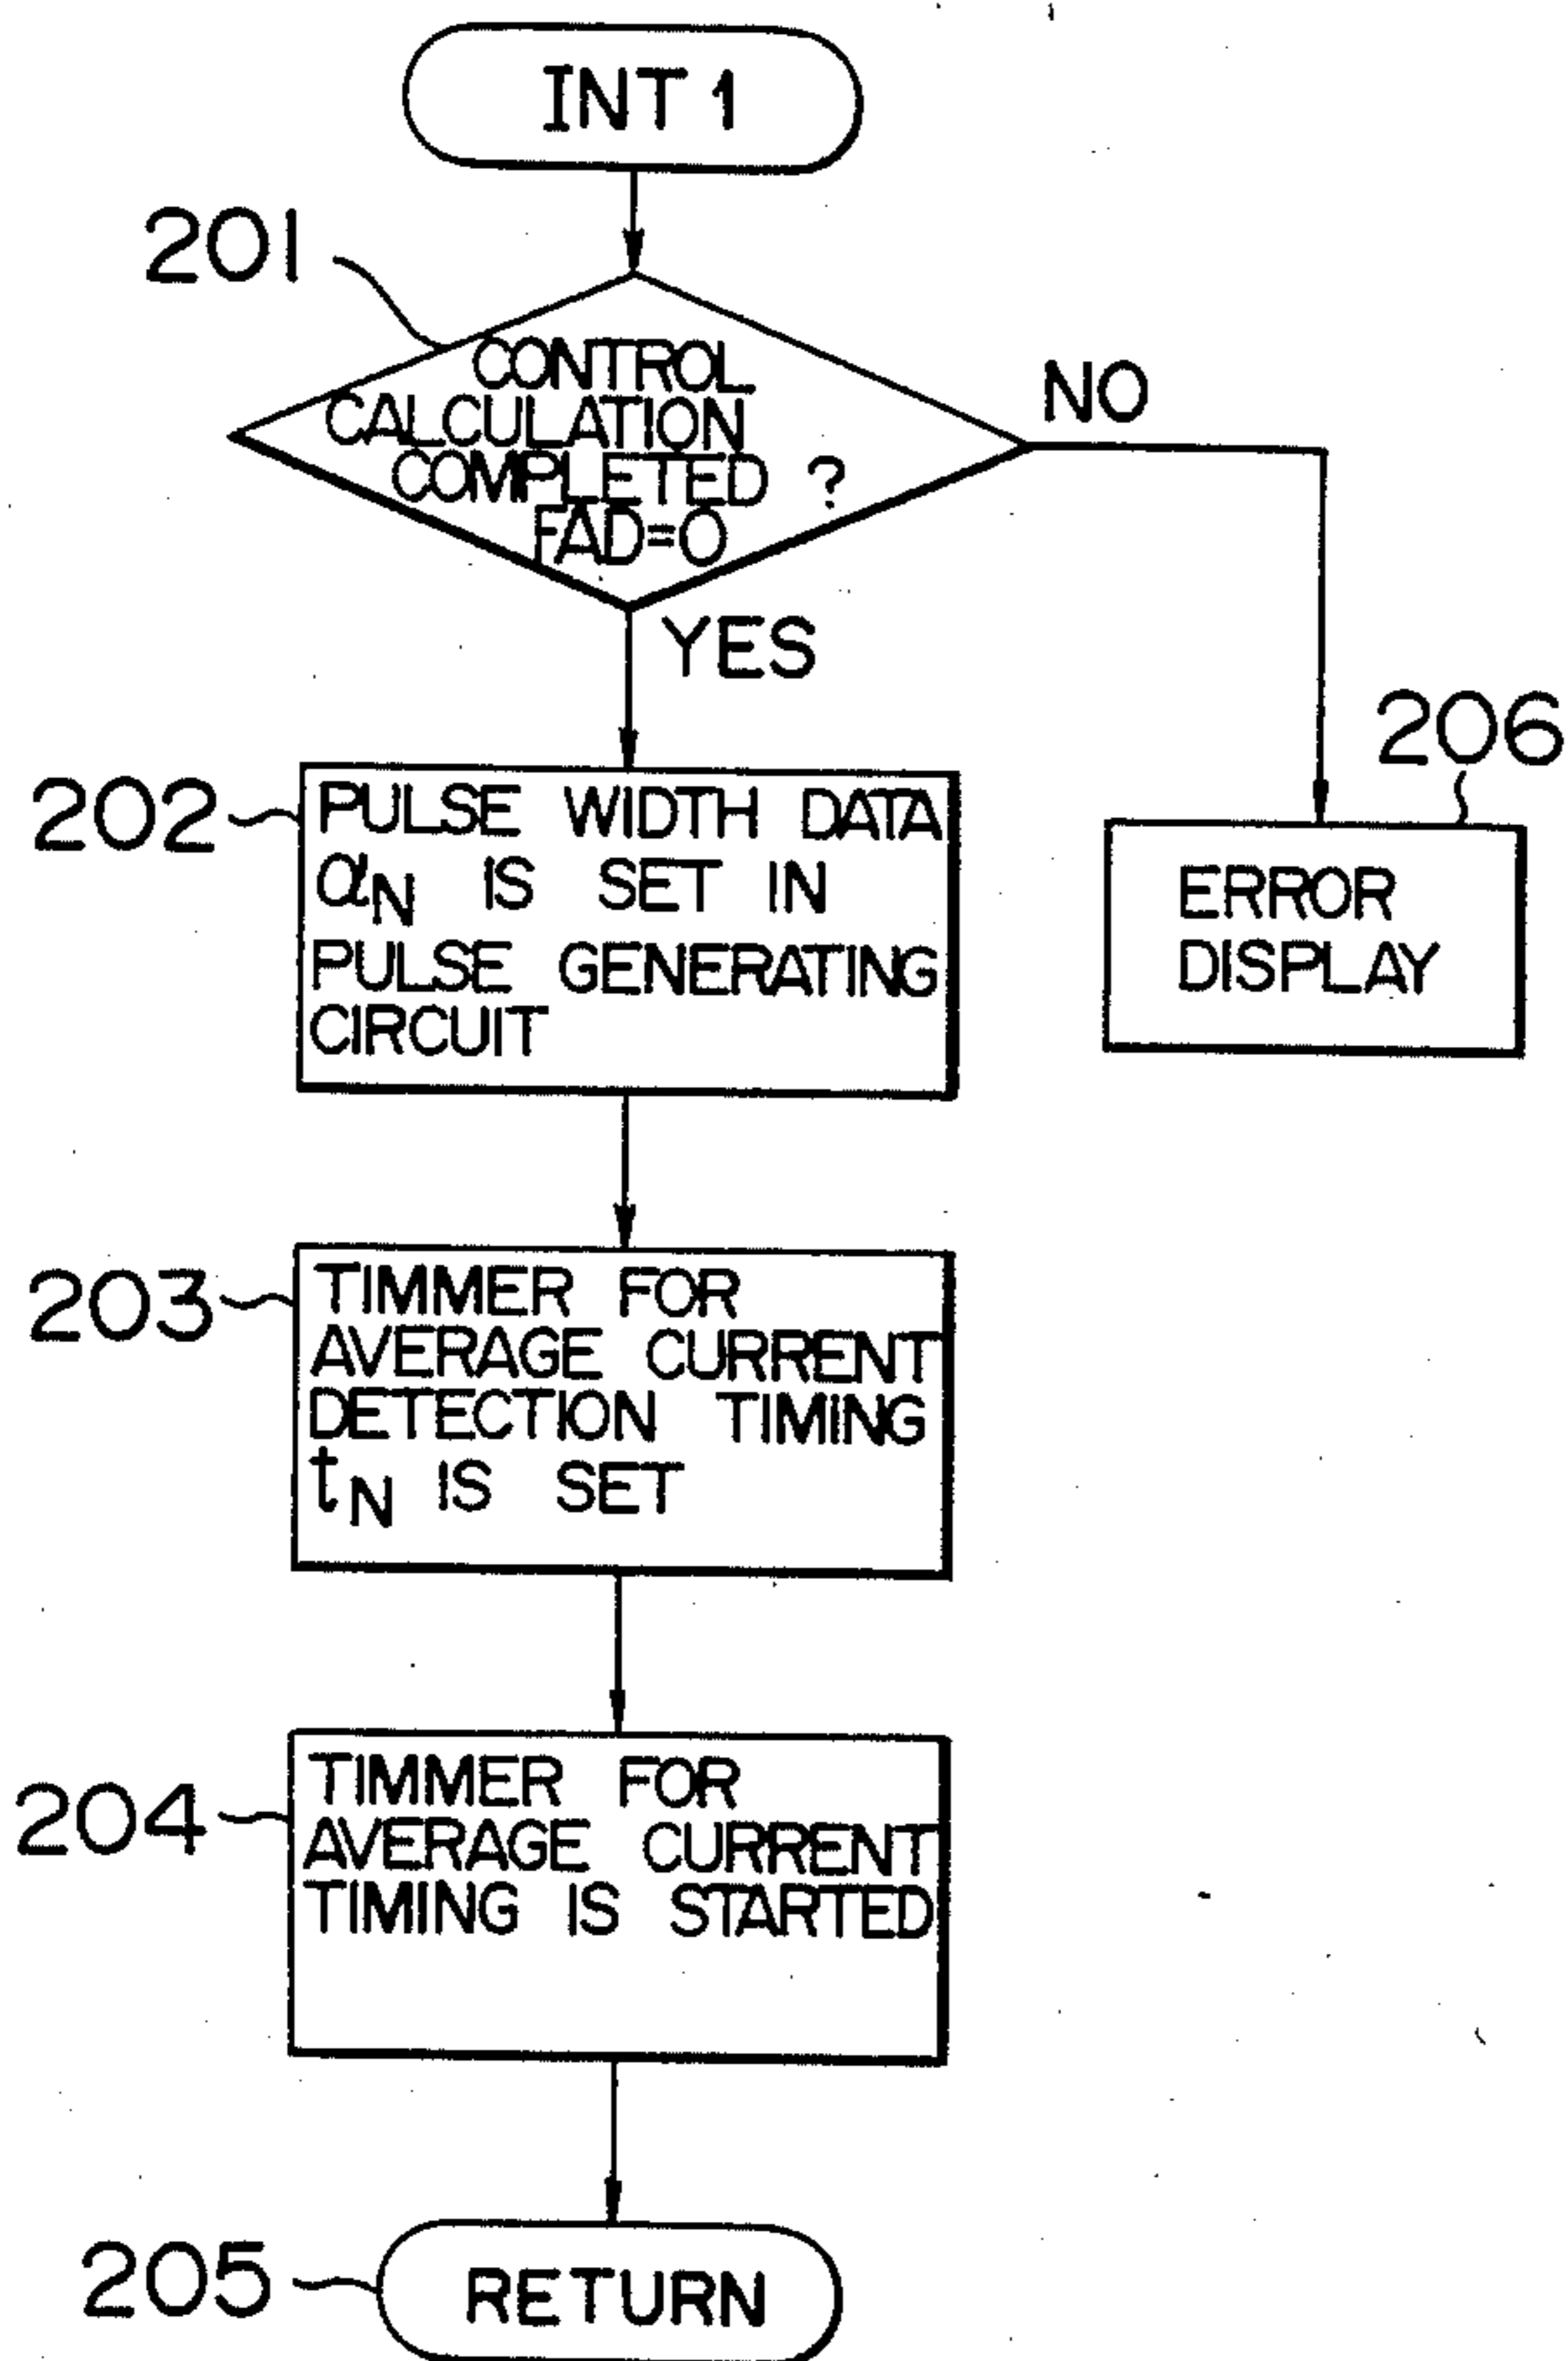 INT 1
201
CONTROL
CALCULATION
COMPLETED ?
FAD=0
NO
YES
206
202
PULSE WIDTH DATA
αN IS SET IN
PULSE GENERATING
CIRCUIT
ERROR
DISPLAY
203
TIMMER FOR
AVERAGE CURRENT
DETECTION TIMING
tN IS SET
204
TIMMER FOR
AVERAGE CURRENT
TIMING IS STARTED
205
RETURN